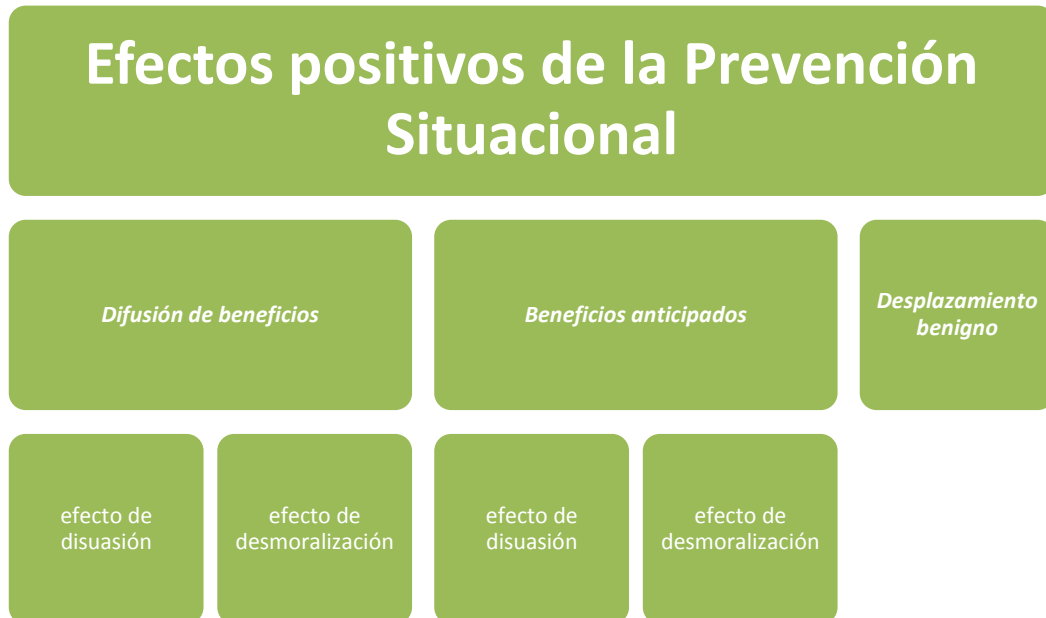 Efectos positivos de la Prevención
Situacional
Difusión de beneficios
Beneficios anticipados
Desplazamiento
benigno
efecto de
disuasión
efecto de
desmoralización
efecto de
disuasión
efecto de
desmoralización